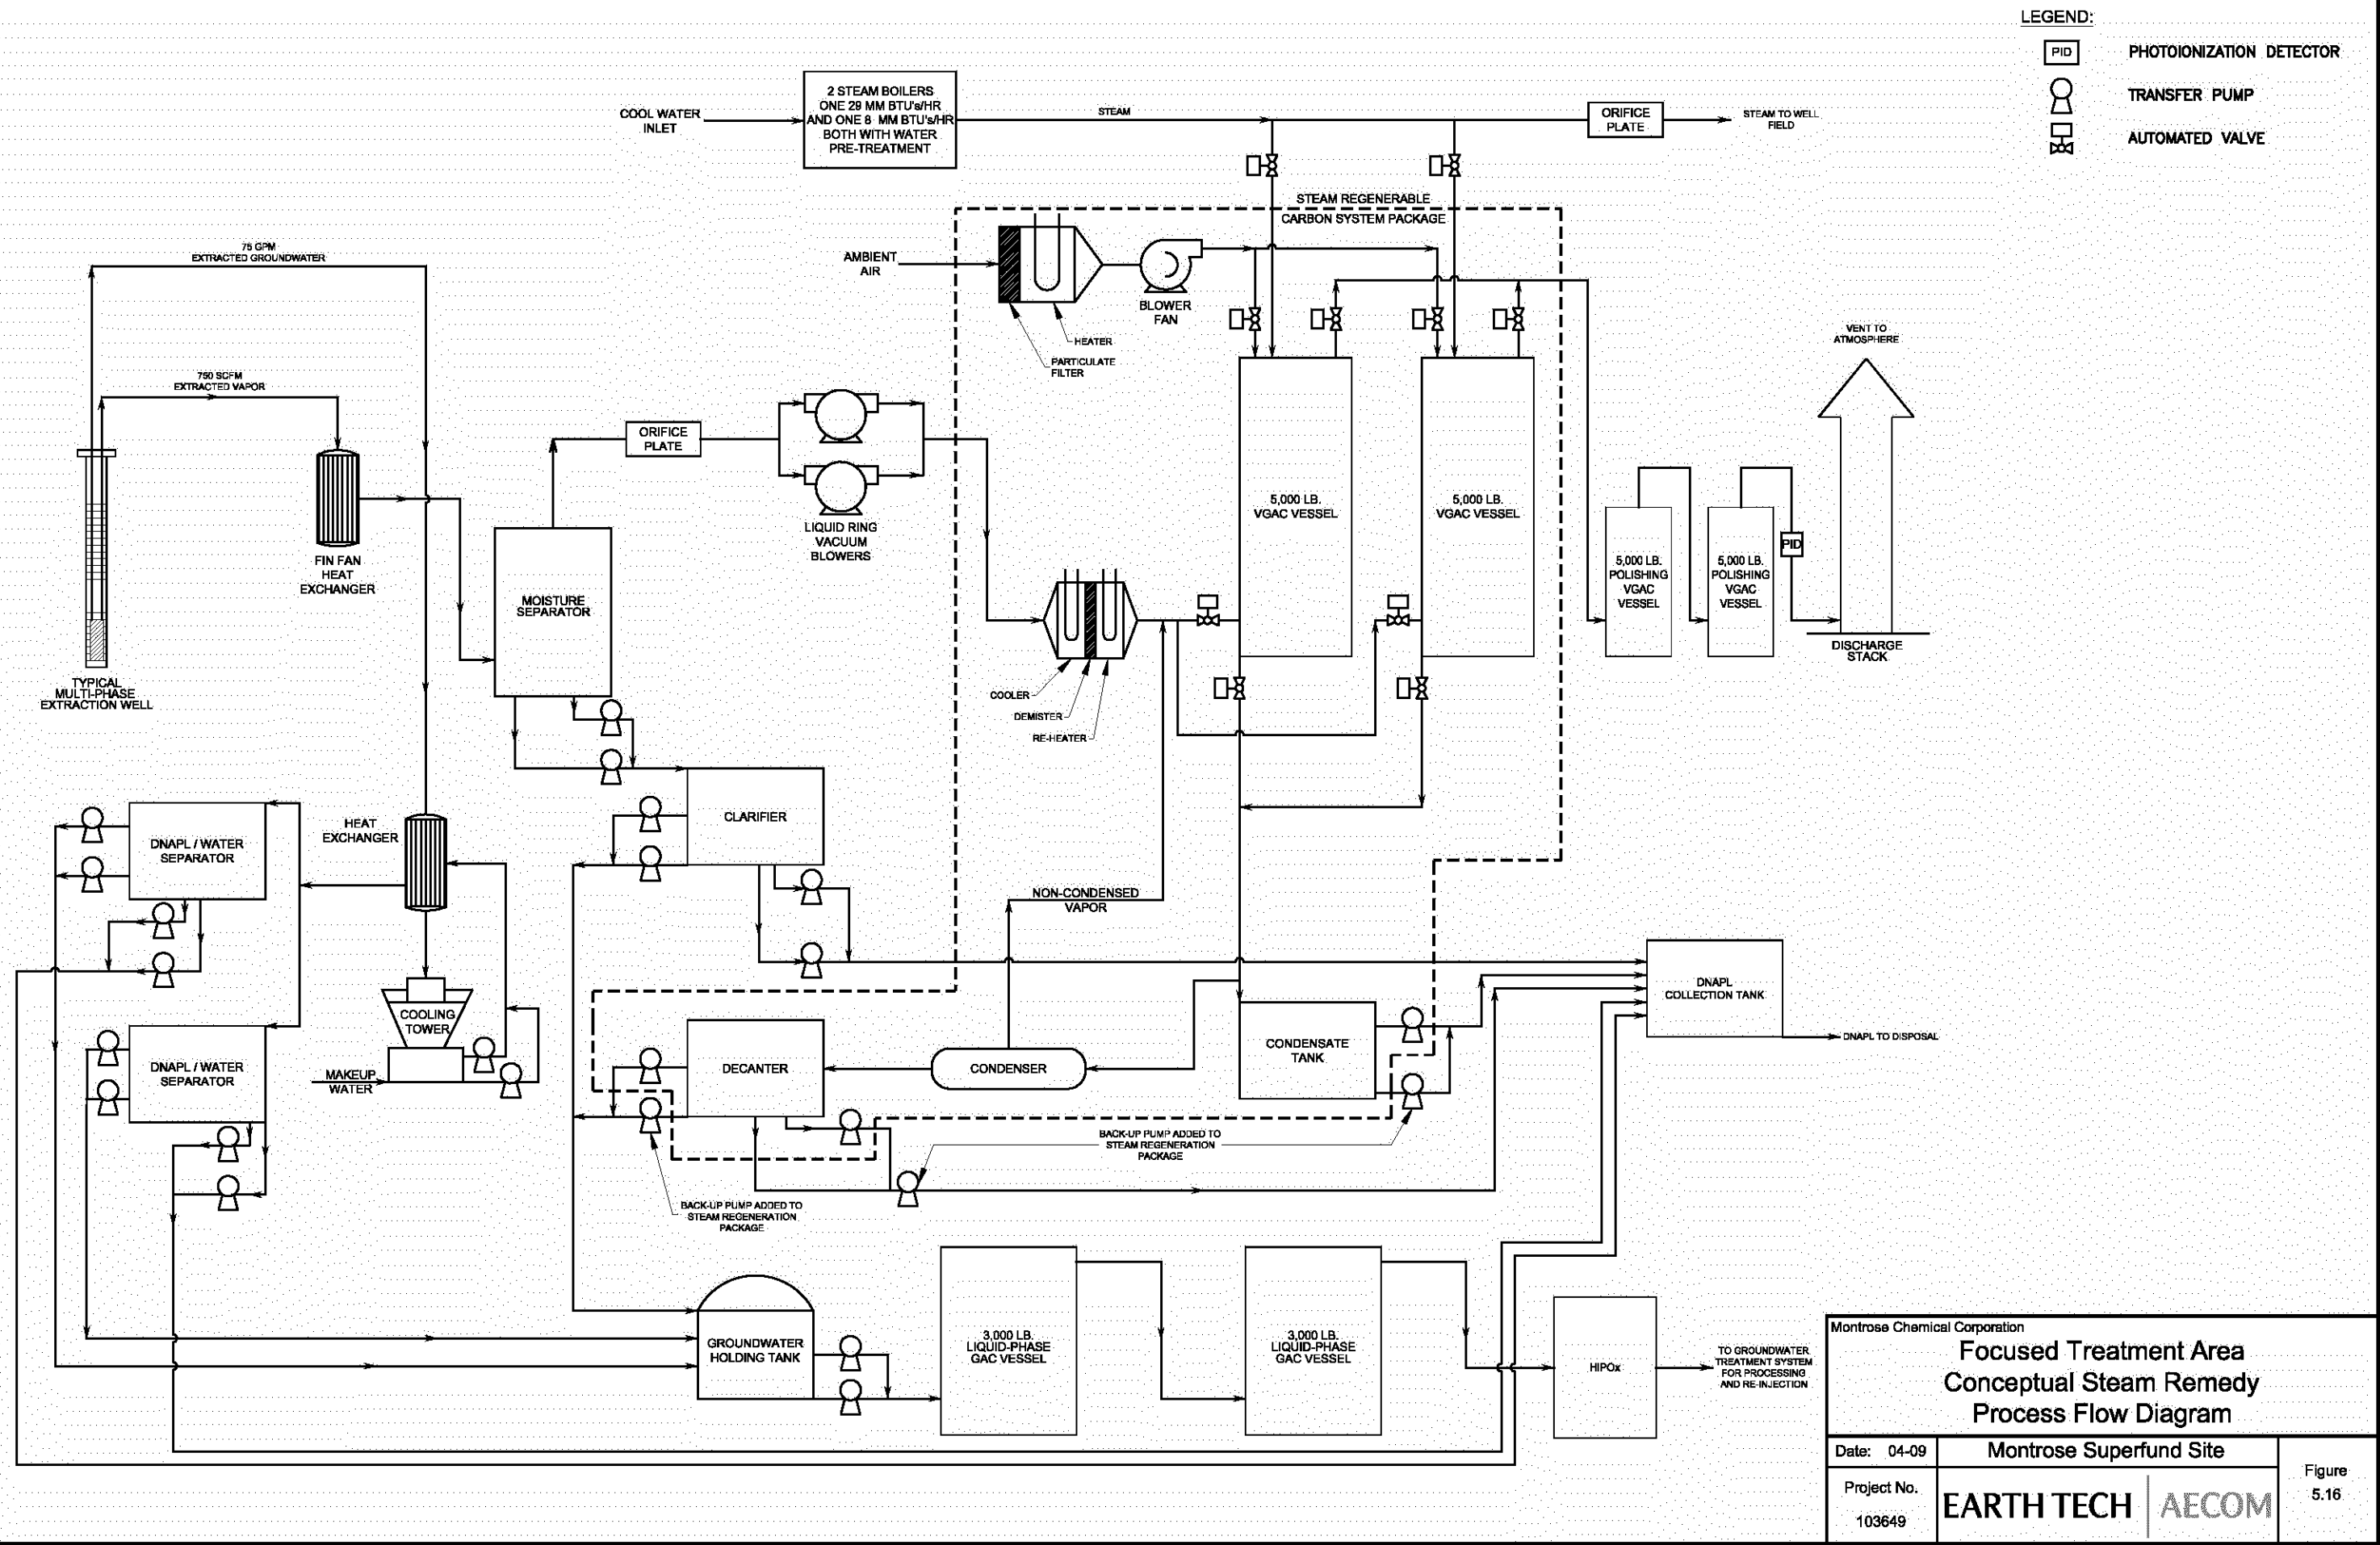 LEGEND:
PID
PHOTOIONIZATION DETECTOR
TRANSFER PUMP
AUTOMATED VALVE
COOL WATER
INLET
2 STEAM BOILERS
ONE 29 MM BTU's/HR
AND ONE 8 MM BTU's/HR
BOTH WITH WATER
PRE-TREATMENT
STEAM
ORIFICE
PLATE
STEAM TO WELL
FIELD
STEAM REGENERABLE
CARBON SYSTEM PACKAGE
75 GPM
EXTRACTED GROUNDWATER
AMBIENT
AIR
BLOWER
FAN
HEATER
PARTICULATE
FILTER
VENT TO
ATMOSPHERE
750 SCFM
EXTRACTED VAPOR
ORIFICE
PLATE
LIQUID RING
VACUUM
BLOWERS
5,000 LB.
VGAC VESSEL
5,000 LB.
VGAC VESSEL
FIN FAN
HEAT
EXCHANGER
MOISTURE
SEPARATOR
5,000 LB.
POLISHING
VGAC
VESSEL
5,000 LB.
POLISHING
VGAC
VESSEL
PID
DISCHARGE
STACK
TYPICAL
MULTI-PHASE
EXTRACTION WELL
COOLER
DEMISTER
RE-HEATER
CLARIFIER
HEAT
EXCHANGER
DNAPL / WATER
SEPARATOR
NON-CONDENSED
VAPOR
DNAPL
COLLECTION TANK
DNAPL TO DISPOSAL
COOLING
TOWER
MAKEUP
WATER
DNAPL / WATER
SEPARATOR
DECANTER
CONDENSER
CONDENSATE
TANK
BACK-UP PUMP ADDED TO
STEAM REGENERATION
PACKAGE
BACK-UP PUMP ADDED TO
STEAM REGENERATION
PACKAGE
GROUNDWATER
HOLDING TANK
3,000 LB.
LIQUID-PHASE
GAC VESSEL
3,000 LB.
LIQUID-PHASE
GAC VESSEL
HIPOx
TO GROUNDWATER
TREATMENT SYSTEM
FOR PROCESSING
AND RE-INJECTION
Montrose Chemical Corporation
Focused Treatment Area
Conceptual Steam Remedy
Process Flow Diagram
Date: 04-09
Montrose Superfund Site
Project No.
103649
EARTH TECH | AECOM
Figure
5.16